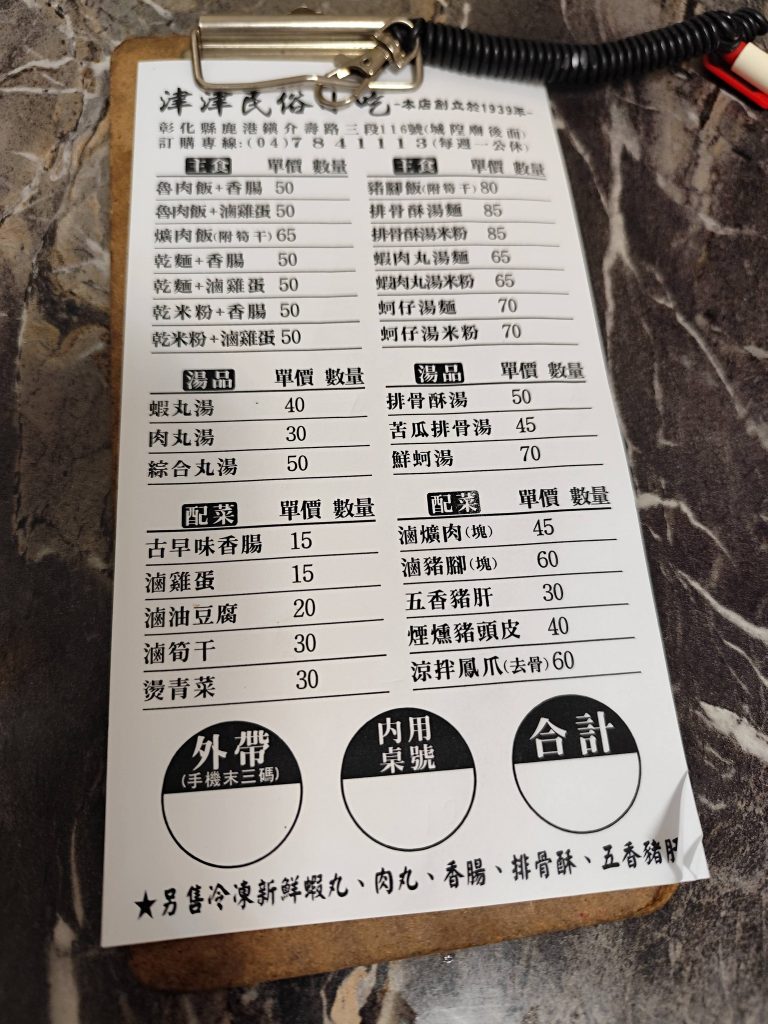 津津民俗小吃-本店創立於1939年-
彰化縣鹿港鎮介壽路三段116號(城隍廟後面)
訂購專線:(04)7841113(每週一公休)
主食 單價 數量
魯肉飯+香腸 50
魯肉飯+滷雞蛋 50
爌肉飯(附筍干) 65
乾麵+香腸 50
乾麵+滷雞蛋 50
乾米粉+香腸 50
乾米粉+滷雞蛋 50
主食 單價 數量
豬腳飯(附筍干) 80
排骨酥湯麵 85
排骨酥湯米粉 85
蝦肉丸湯麵 65
蝦肉丸湯米粉 65
蚵仔湯麵 70
蚵仔湯米粉 70
湯品 單價 數量
蝦丸湯 40
肉丸湯 30
綜合丸湯 50
湯品 單價 數量
排骨酥湯 50
苦瓜排骨湯 45
鮮蚵湯 70
配菜 單價 數量
古早味香腸 15
滷雞蛋 15
滷油豆腐 20
滷筍干 30
燙青菜 30
配菜 單價 數量
滷爌肉(塊) 45
滷豬腳(塊) 60
五香豬肝 30
煙燻豬頭皮 40
涼拌鳳爪(去骨) 60
外帶
(手機末三碼)
內用
桌號
合計
★另售冷凍新鮮蝦丸、肉丸、香腸、排骨酥、五香豬肝